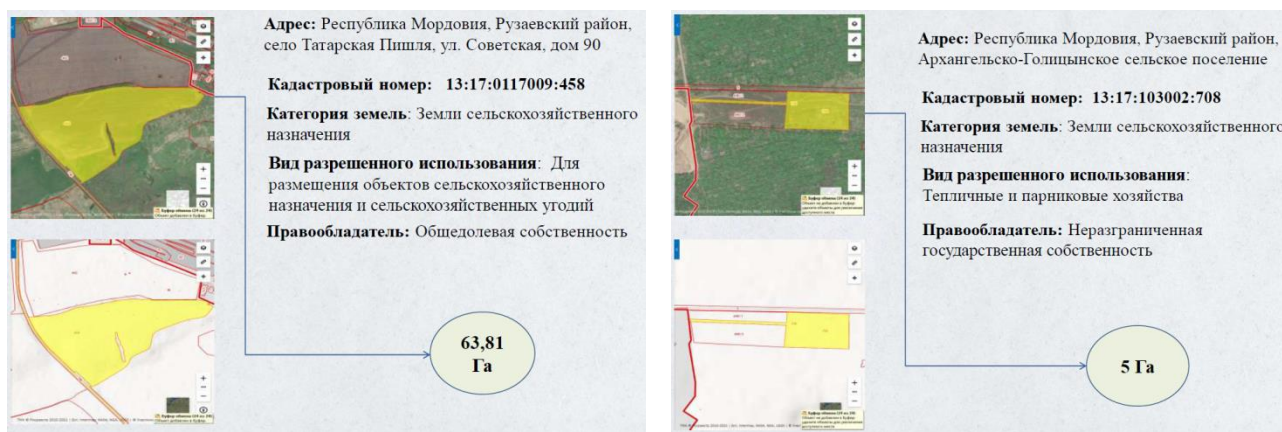 Адрес: Республика Мордовия, Рузаевский район,
село Татарская Пишля, ул. Советская, дом 90
Кадастровый номер: 13:17:0117009:458
Категория земель: Земли сельскохозяйственного
назначения
Вид разрешенного использования: Для
размещения объектов сельскохозяйственного
назначения и сельскохозяйственных угодий
Правообладатель: Общедолевая собственность
63,81
Га
Адрес: Республика Мордовия, Рузаевский район,
Архангельско-Голицынское сельское поселение
Кадастровый номер: 13:17:103002:708
Категория земель: Земли сельскохозяйственного
назначения
Вид разрешенного использования:
Тепличные и парниковые хозяйства
Правообладатель: Неразграниченная
государственная собственность
5 Га